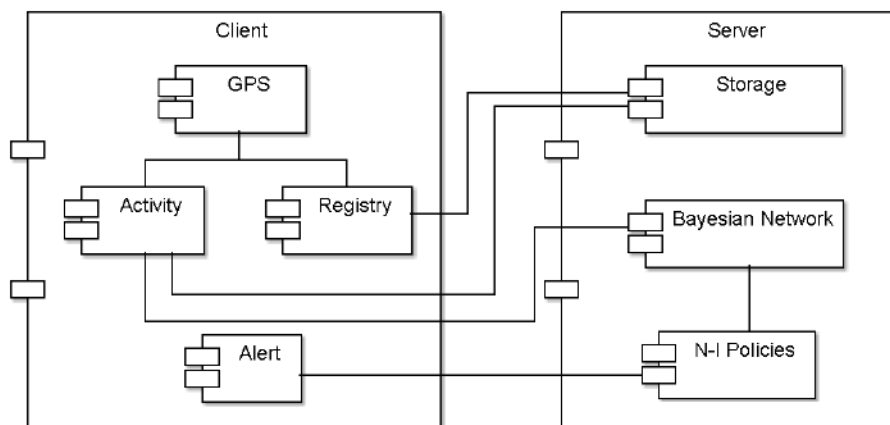 Client
Server
GPS
Storage
Activity
Registry
Bayesian Network
Alert
N-I Policies